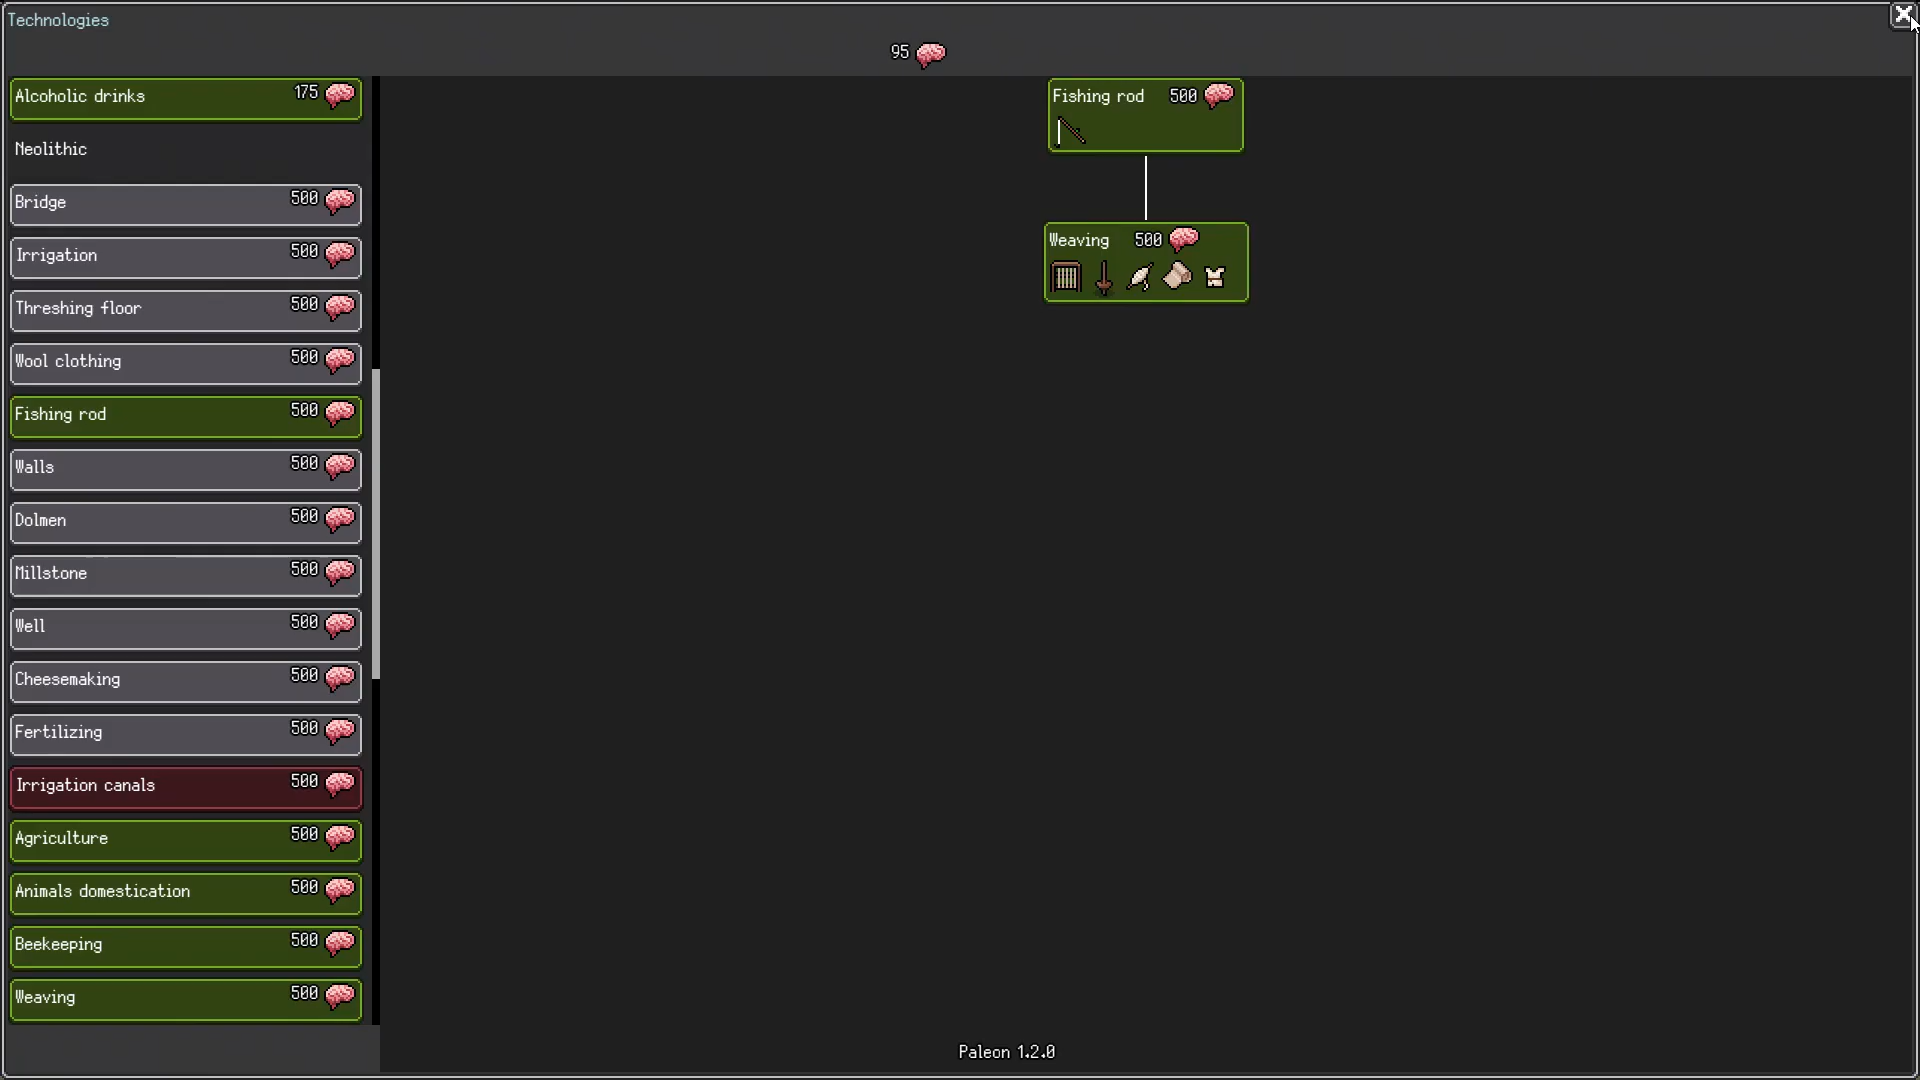 Technologies
95
Alcoholic drinks 175
Neolithic
Bridge 500
Irrigation 500
Threshing floor 500
Wool clothing 500
Fishing rod 500
Walls 500
Dolmen 500
Millstone 500
Well 500
Cheesemaking 500
Fertilizing 500
Irrigation canals 500
Agriculture 500
Animals domestication 500
Beekeeping 500
Weaving 500
Fishing rod 500
Weaving 500
Paleon 1.2.0